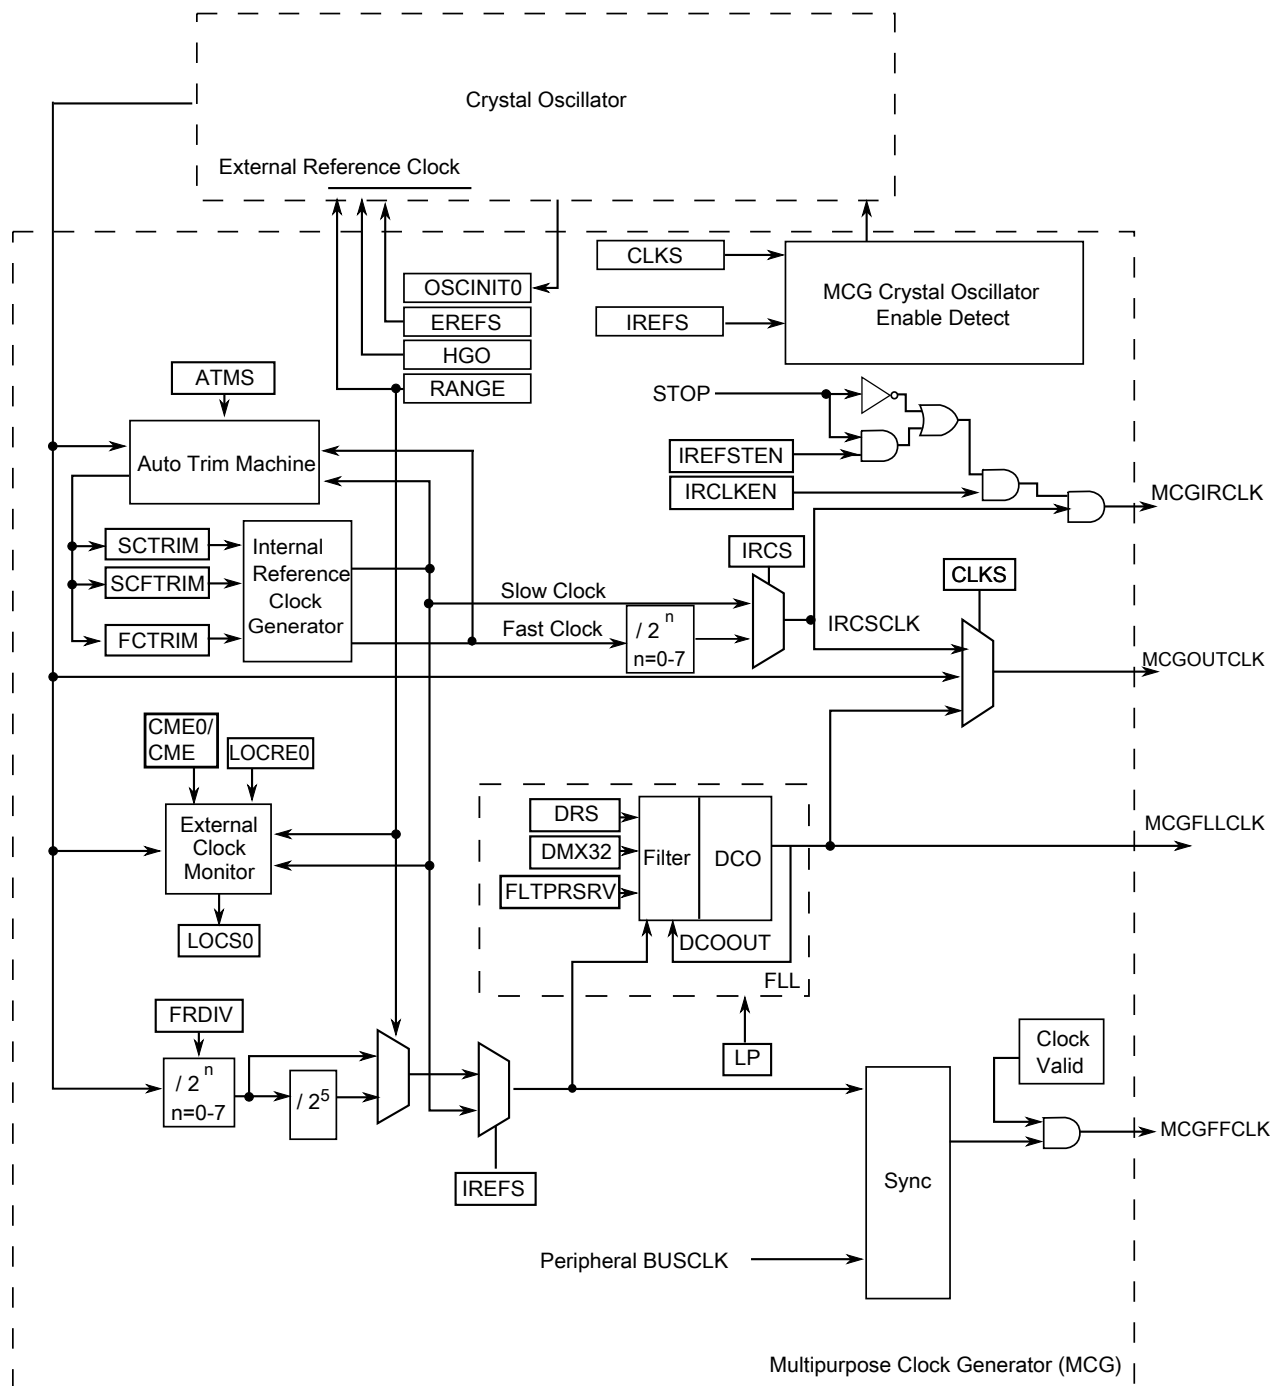 Crystal Oscillator
External Reference Clock
CLKS
OSCINIT0
MCG Crystal Oscillator
Enable Detect
EREFS
IREFS
HGO
ATMS
RANGE
STOP
Auto Trim Machine
IREFSTEN
IRCLKEN
MCGIRCLK
SCTRIM
Internal
Reference
Clock
Generator
IRCS
SCFTRIM
CLKS
Slow Clock
FCTRIM
Fast Clock
/ 2 n
n=0-7
IRCSCLK
MCGOUTCLK
CME0/
CME
LOCRE0
DRS
External
Clock
Monitor
MCGFLLCLK
DMX32
Filter
DCO
FLTPRSRV
LOCS0
DCOOUT
FLL
FRDIV
LP
Clock
Valid
/ 2 n
n=0-7
/ 2 5
MCGFFCLK
IREFS
Sync
Peripheral BUSCLK
Multipurpose Clock Generator (MCG)